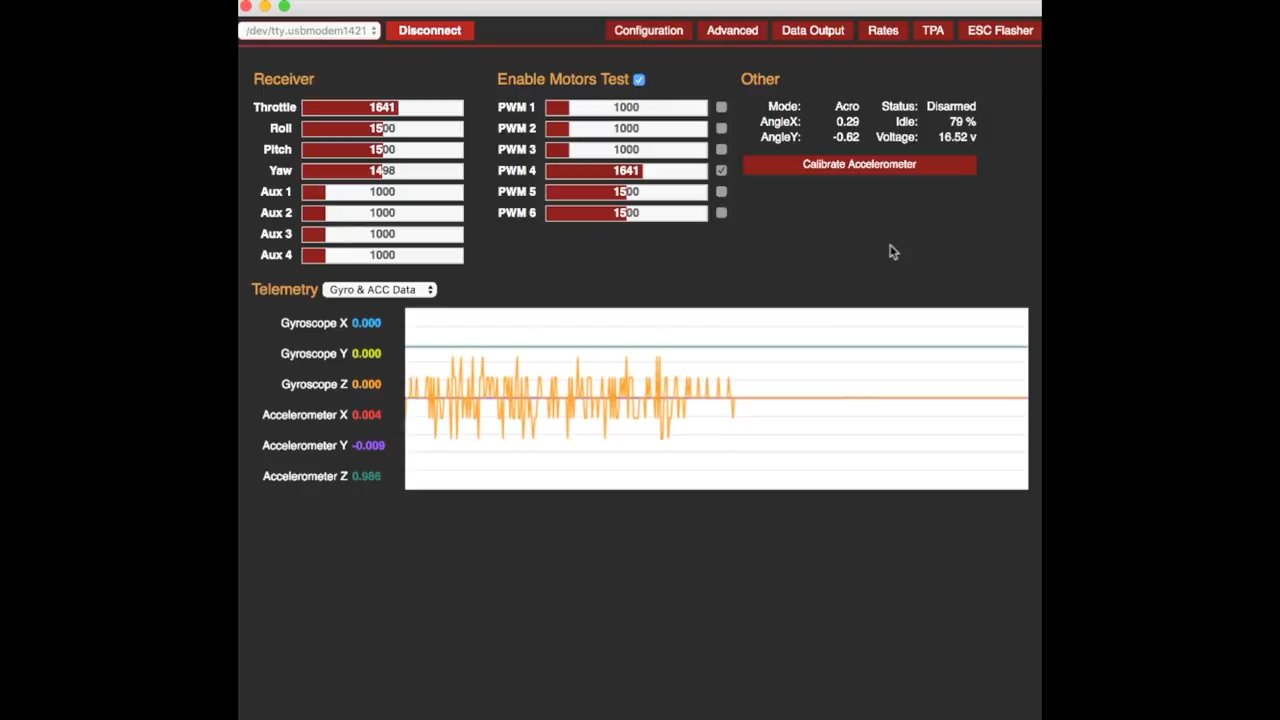 /dev/tty.usbmodem1421 Disconnect Configuration Advanced Data Output Rates TPA ESC Flasher
Receiver Enable Motors Test Other
Throttle 1641 PWM 1 1000 Mode: Acro Status: Disarmed
Roll 1500 PWM 2 1000 AngleX: 0.29 Idle: 79 %
Pitch 1500 PWM 3 1000 AngleY: -0.62 Voltage: 16.52 v
Yaw 1498 PWM 4 1641 Calibrate Accelerometer
Aux 1 1000 PWM 5 1500
Aux 2 1000 PWM 6 1500
Aux 3 1000
Aux 4 1000
Telemetry Gyro & ACC Data
Gyroscope X 0.000
Gyroscope Y 0.000
Gyroscope Z 0.000
Accelerometer X 0.004
Accelerometer Y -0.009
Accelerometer Z 0.986